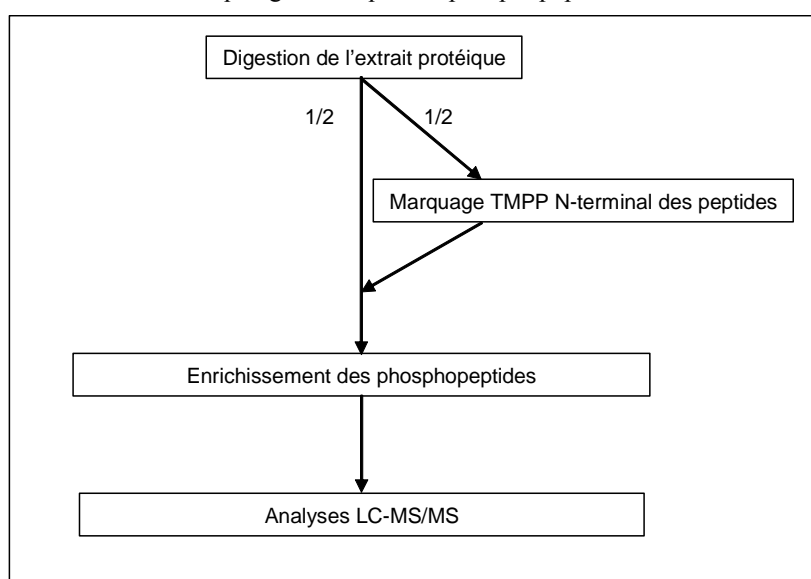 Digestion de l'extrait protéique
1/2 1/2
Marquage TMPP N-terminal des peptides
Enrichissement des phosphopeptides
Analyses LC-MS/MS